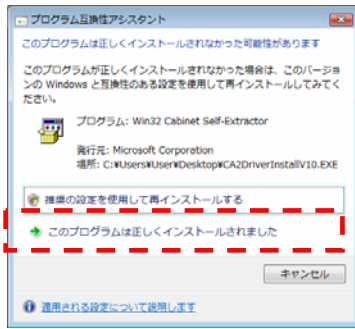 プログラム互換性アシスタント
このプログラムは正しくインストールされなかった可能性があります
このプログラムが正しくインストールされなかった場合は、このバージョ
ンの Windows と互換性のある設定を使用して再インストールしてみてく
ださい。
プログラム: Win32 Cabinet Self-Extractor
発行元: Microsoft Corporation
場所: C:¥Users¥User¥Desktop¥CA2DriverInstallV10.EXE
推奨の設定を使用して再インストールする
このプログラムは正しくインストールされました
キャンセル
適用される設定について説明します